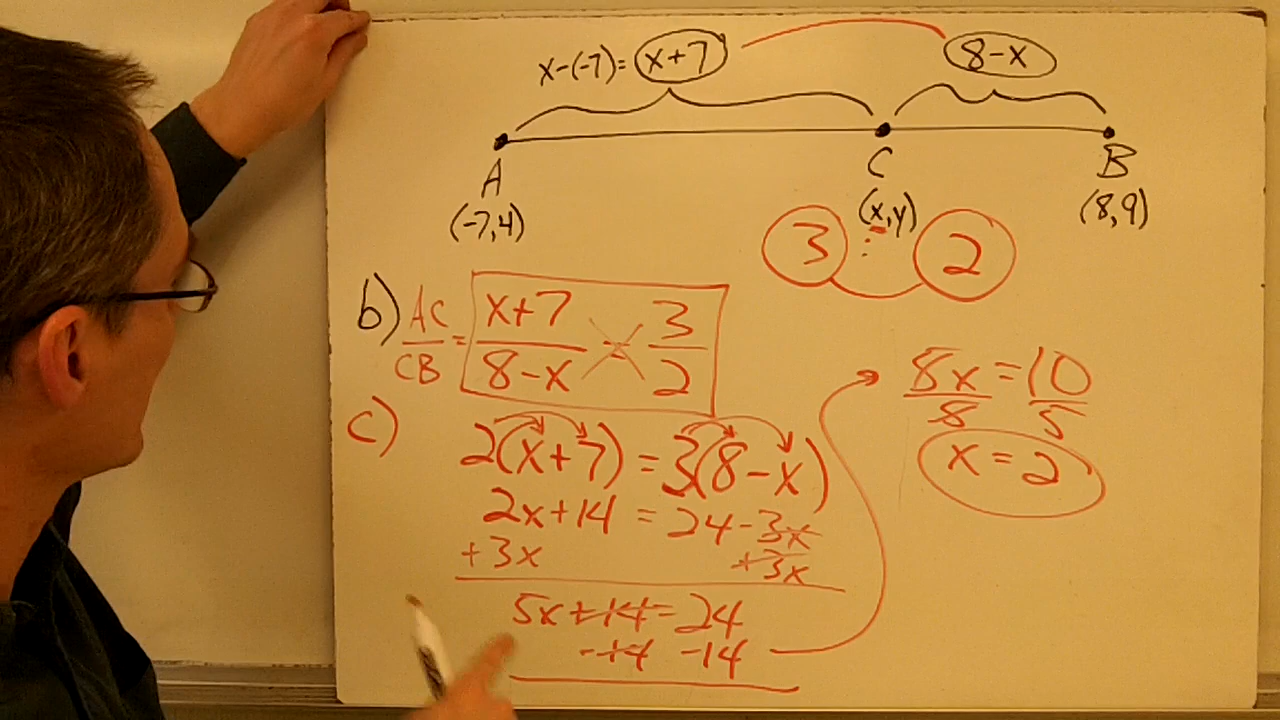 x-(-7)= x+7
8-x
A
C
B
(-7,4)
(x,y)
(8,9)
3 : 2
b) AC/CB = x+7/8-x = 3/2
c)
2(x+7) = 3(8-x)
2x+14 = 24-3x
+3x +3x
5x+14=24
-14 -14
8x = 10
8 5
x = 2